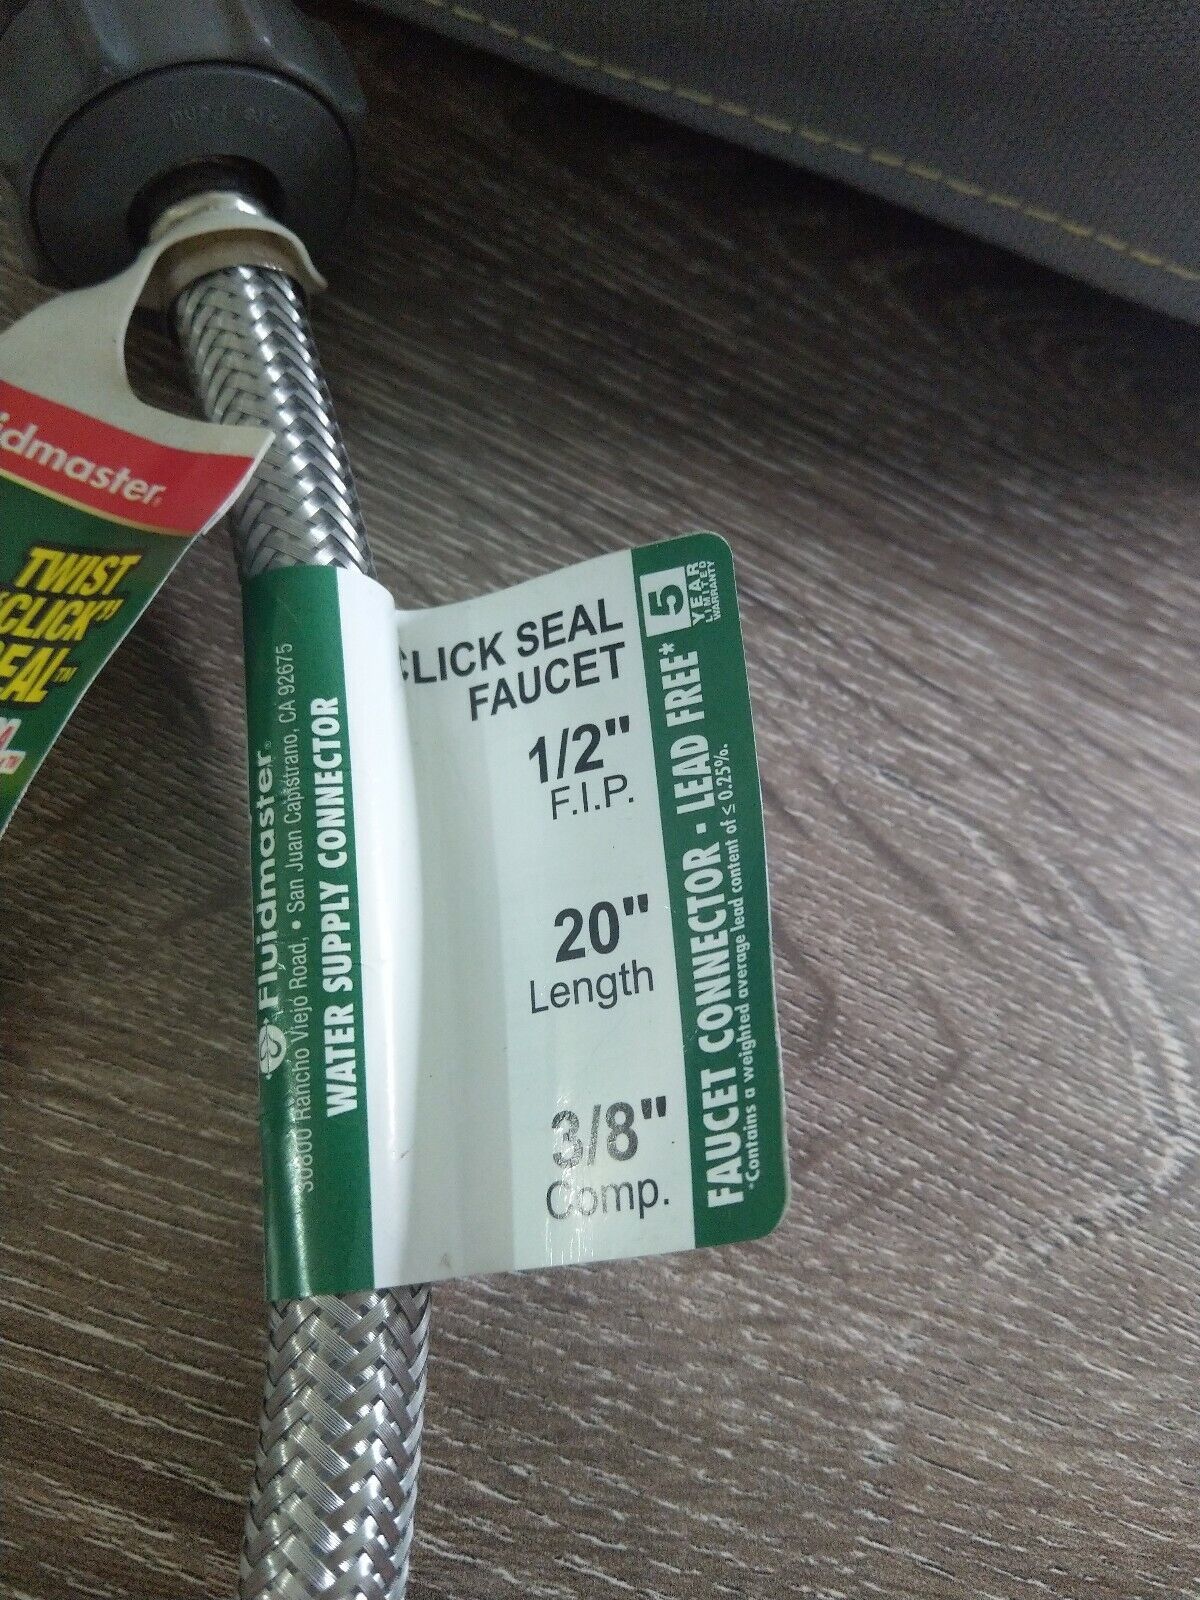 idmaster
TWIST
"CLICK"
SEAL™
Fluidmaster®
30800 Rancho Viejo Road, • San Juan Capistrano, CA 92675
WATER SUPPLY CONNECTOR
CLICK SEAL
FAUCET
1/2"
F.I.P.
20"
Length
3/8"
Comp.
5 YEAR
LIMITED
WARRANTY
FAUCET CONNECTOR • LEAD FREE*
*Contains a weighted average lead content of ≤ 0.25%.